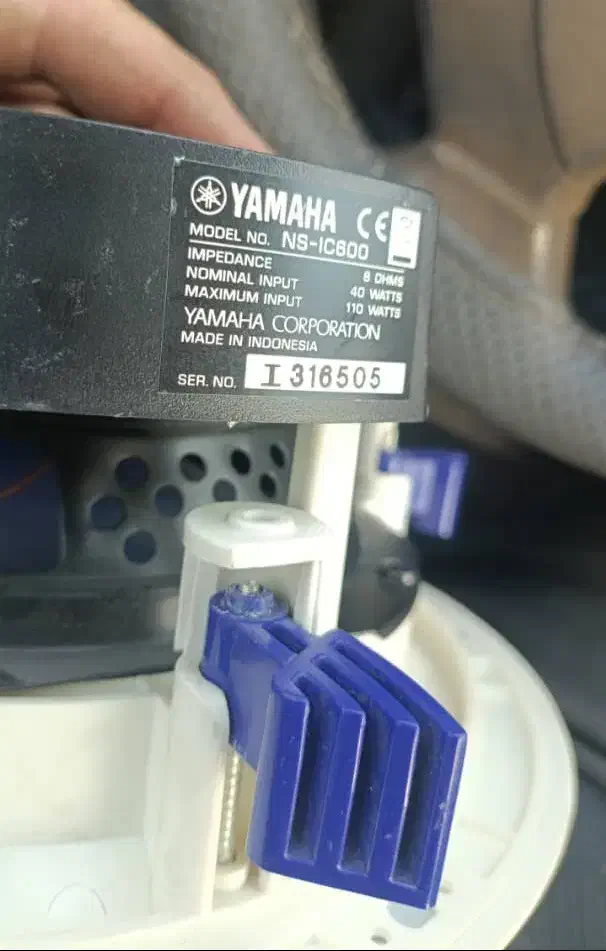 YAMAHA CE
MODEL NO. NS-IC600
IMPEDANCE 8 OHMS
NOMINAL INPUT 40 WATTS
MAXIMUM INPUT 110 WATTS
YAMAHA CORPORATION
MADE IN INDONESIA
SER. NO. I 316505